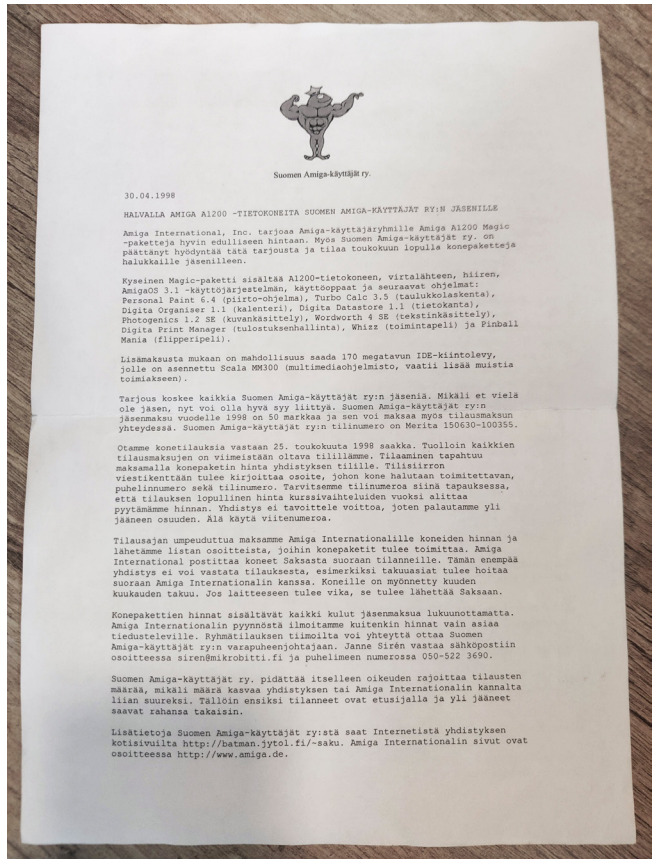 Suomen Amiga-käyttäjät ry.
30.04.1998
HALVALLA AMIGA A1200 -TIETOKONEITA SUOMEN AMIGA-KÄYTTÄJÄT RY:N JÄSENILLE
Amiga International, Inc. tarjoaa Amiga-käyttäjäryhmille Amiga A1200 Magic
-paketteja hyvin edulliseen hintaan. Myös Suomen Amiga-käyttäjät ry. on
päättänyt hyödyntää tätä tarjousta ja tilaa toukokuun lopulla konepaketteja
halukkaille jäsenilleen.
Kyseinen Magic-paketti sisältää A1200-tietokoneen, virtalähteen, hiiren,
AmigaOS 3.1 -käyttöjärjestelmän, käyttöoppaat ja seuraavat ohjelmat:
Personal Paint 6.4 (piirto-ohjelma), Turbo Calc 3.5 (taulukkolaskenta),
Digita Organiser 1.1 (kalenteri), Digita Datastore 1.1 (tietokanta),
Photogenics 1.2 SE (kuvankäsittely), Wordworth 4 SE (tekstinkäsittely),
Digita Print Manager (tulostuksenhallinta), Whizz (toimintapeli) ja Pinball
Mania (flipperipeli).
Lisämaksusta mukaan on mahdollisuus saada 170 megatavun IDE-kiintolevy,
jolle on asennettu Scala MM300 (multimediaohjelmisto, vaatii lisää muistia
toimiakseen).
Tarjous koskee kaikkia Suomen Amiga-käyttäjät ry:n jäseniä. Mikäli et vielä
ole jäsen, nyt voi olla hyvä syy liittyä. Suomen Amiga-käyttäjät ry:n
jäsenmaksu vuodelle 1998 on 50 markkaa ja sen voi maksaa myös tilausmaksun
yhteydessä. Suomen Amiga-käyttäjät ry:n tilinumero on Merita 150630-100355.
Otamme konetilauksia vastaan 25. toukokuuta 1998 saakka. Tuolloin kaikkien
tilausmaksujen on viimeistään oltava tilillämme. Tilaaminen tapahtuu
maksamalla konepaketin hinta yhdistyksen tilille. Tilisiirron
viestikenttään tulee kirjoittaa osoite, johon kone halutaan toimitettavan,
puhelinnumero sekä tilinumero. Tarvitsemme tilinumeroa siinä tapauksessa,
että tilauksen lopullinen hinta kurssivaihteluiden vuoksi alittaa
pyytämämme hinnan. Yhdistys ei tavoittele voittoa, joten palautamme yli
jääneen osuuden. Älä käytä viitenumeroa.
Tilausajan umpeuduttua maksamme Amiga Internationalille koneiden hinnan ja
lähetämme listan osoitteista, joihin konepaketit tulee toimittaa. Amiga
International postittaa koneet Saksasta suoraan tilanneille. Tämän enempää
yhdistys ei voi vastata tilauksesta, esimerkiksi takuuasiat tulee hoitaa
suoraan Amiga Internationalin kanssa. Koneille on myönnetty kuuden
kuukauden takuu. Jos laitteeseen tulee vika, se tulee lähettää Saksaan.
Konepakettien hinnat sisältävät kaikki kulut jäsenmaksua lukuunottamatta.
Amiga Internationalin pyynnöstä ilmoitamme kuitenkin hinnat vain asiaa
tiedusteleville. Ryhmätilauksen tiimoilta voi yhteyttä ottaa Suomen
Amiga-käyttäjät ry:n varapuheenjohtajaan. Janne Sirén vastaa sähköpostiin
osoitteessa siren@mikrobitti.fi ja puhelimeen numerossa 050-522 3690.
Suomen Amiga-käyttäjät ry. pidättää itselleen oikeuden rajoittaa tilausten
määrää, mikäli määrä kasvaa yhdistyksen tai Amiga Internationalin kannalta
liian suureksi. Tällöin ensiksi tilanneet ovat etusijalla ja yli jääneet
saavat rahansa takaisin.
Lisätietoja Suomen Amiga-käyttäjät ry:stä saat Internetistä yhdistyksen
kotisivuilta http://batman.jytol.fi/~saku. Amiga Internationalin sivut ovat
osoitteessa http://www.amiga.de.